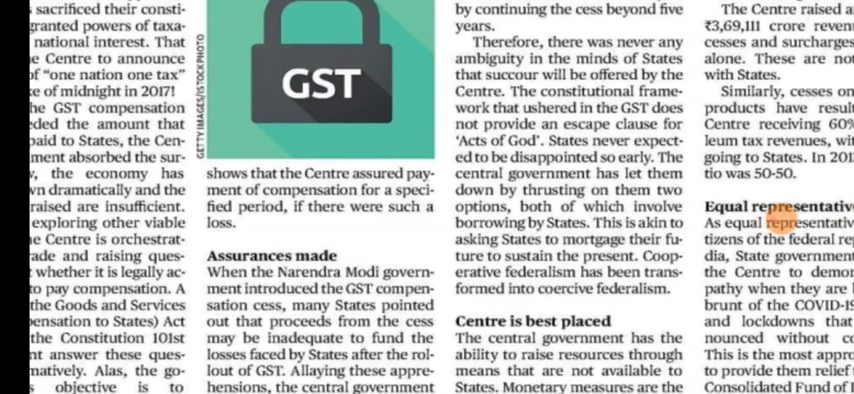 sacrificed their consti-
granted powers of taxa-
national interest. That
e Centre to announce
of “one nation one tax”
ke of midnight in 2017!
he GST compensation
eded the amount that
paid to States, the Cen-
ment absorbed the sur-
w, the economy has
wn dramatically and the
raised are insufficient.
exploring other viable
he Centre is orchestrat-
rade and raising ques-
whether it is legally ac-
to pay compensation. A
the Goods and Services
pensation to States) Act
the Constitution 101st
nt answer these ques-
matively. Alas, the go-
s objective is to
GST
GETTY IMAGES/ISTOCKPHOTO
shows that the Centre assured pay-
ment of compensation for a speci-
fied period, if there were such a
loss.
Assurances made
When the Narendra Modi govern-
ment introduced the GST compen-
sation cess, many States pointed
out that proceeds from the cess
may be inadequate to fund the
losses faced by States after the rol-
lout of GST. Allaying these appre-
hensions, the central government
by continuing the cess beyond five
years.
Therefore, there was never any
ambiguity in the minds of States
that succour will be offered by the
Centre. The constitutional frame-
work that ushered in the GST does
not provide an escape clause for
‘Acts of God’. States never expect-
ed to be disappointed so early. The
central government has let them
down by thrusting on them two
options, both of which involve
borrowing by States. This is akin to
asking States to mortgage their fu-
ture to sustain the present. Coop-
erative federalism has been trans-
formed into coercive federalism.
Centre is best placed
The central government has the
ability to raise resources through
means that are not available to
States. Monetary measures are the
The Centre raised a
₹3,69,111 crore reven
cesses and surcharges
alone. These are not
with States.
Similarly, cesses on
products have result
Centre receiving 60%
leum tax revenues, wit
going to States. In 201
tio was 50-50.
Equal representativ
As equal representativ
tizens of the federal rep
dia, State government
the Centre to demon
pathy when they are
brunt of the COVID-19
and lockdowns that
nounced without co
This is the most appro
to provide them relief
Consolidated Fund of I